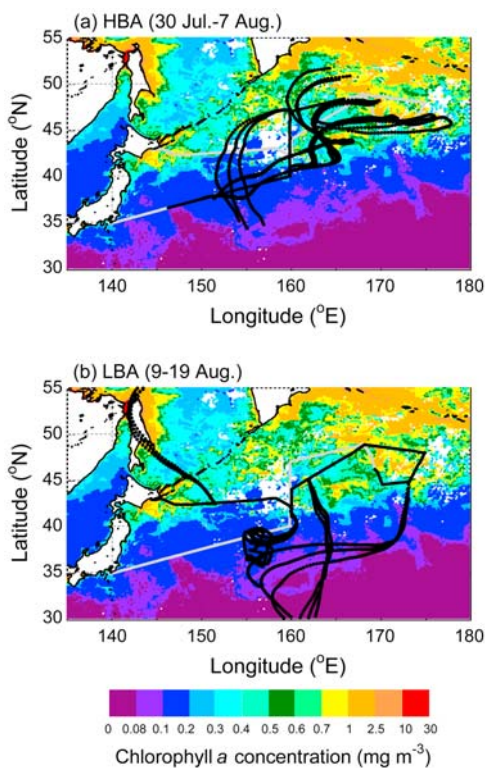 (a) HBA (30 Jul.-7 Aug.)
55
50
45
40
35
30
Latitude (°N)
140 150 160 170 180
Longitude (°E)
(b) LBA (9-19 Aug.)
55
50
45
40
35
30
Latitude (°N)
140 150 160 170 180
Longitude (°E)
0 0.08 0.1 0.2 0.3 0.4 0.5 0.6 0.7 1 2.5 10 30
Chlorophyll a concentration (mg m⁻³)